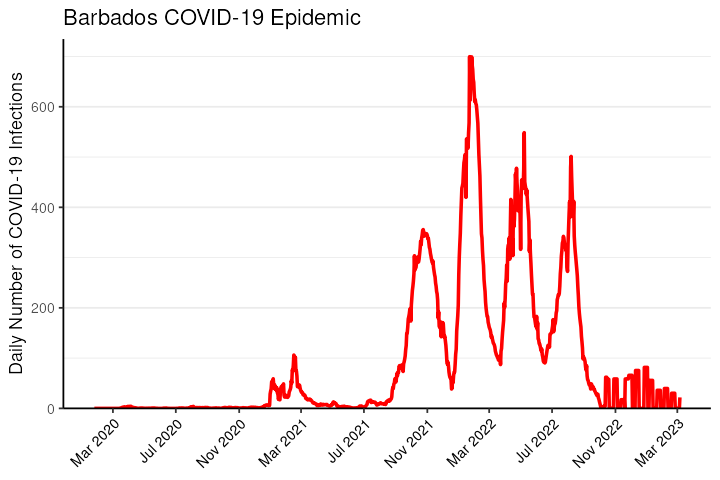 Barbados COVID-19 Epidemic
Daily Number of COVID-19 Infections
600
400
200
0
Mar 2020
Jul 2020
Nov 2020
Mar 2021
Jul 2021
Nov 2021
Mar 2022
Jul 2022
Nov 2022
Mar 2023